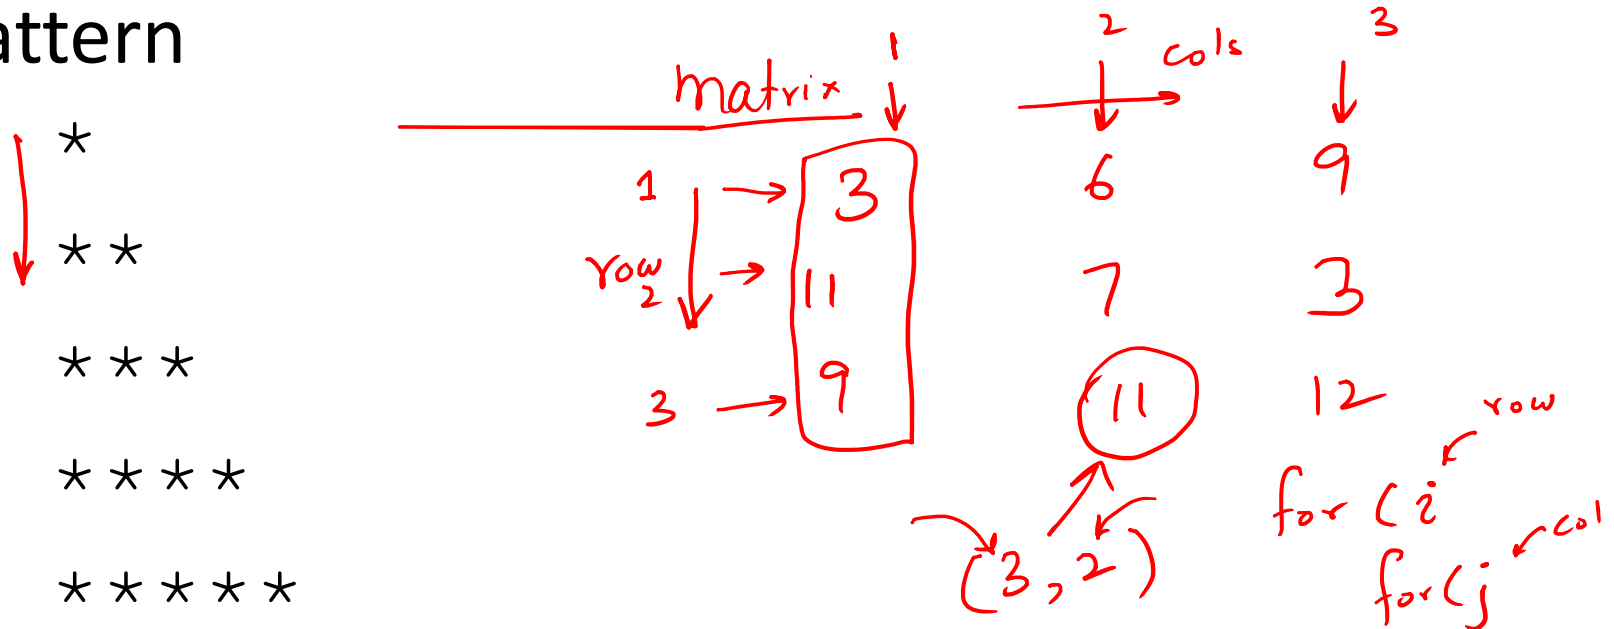 attern
2 3
1 cols
matrix
*
1 3 6 9
* *
row 11 7 3
2
* * *
3 9 11 12
row
* * * *
for ( i
(3, 2) col
for ( j
* * * * *